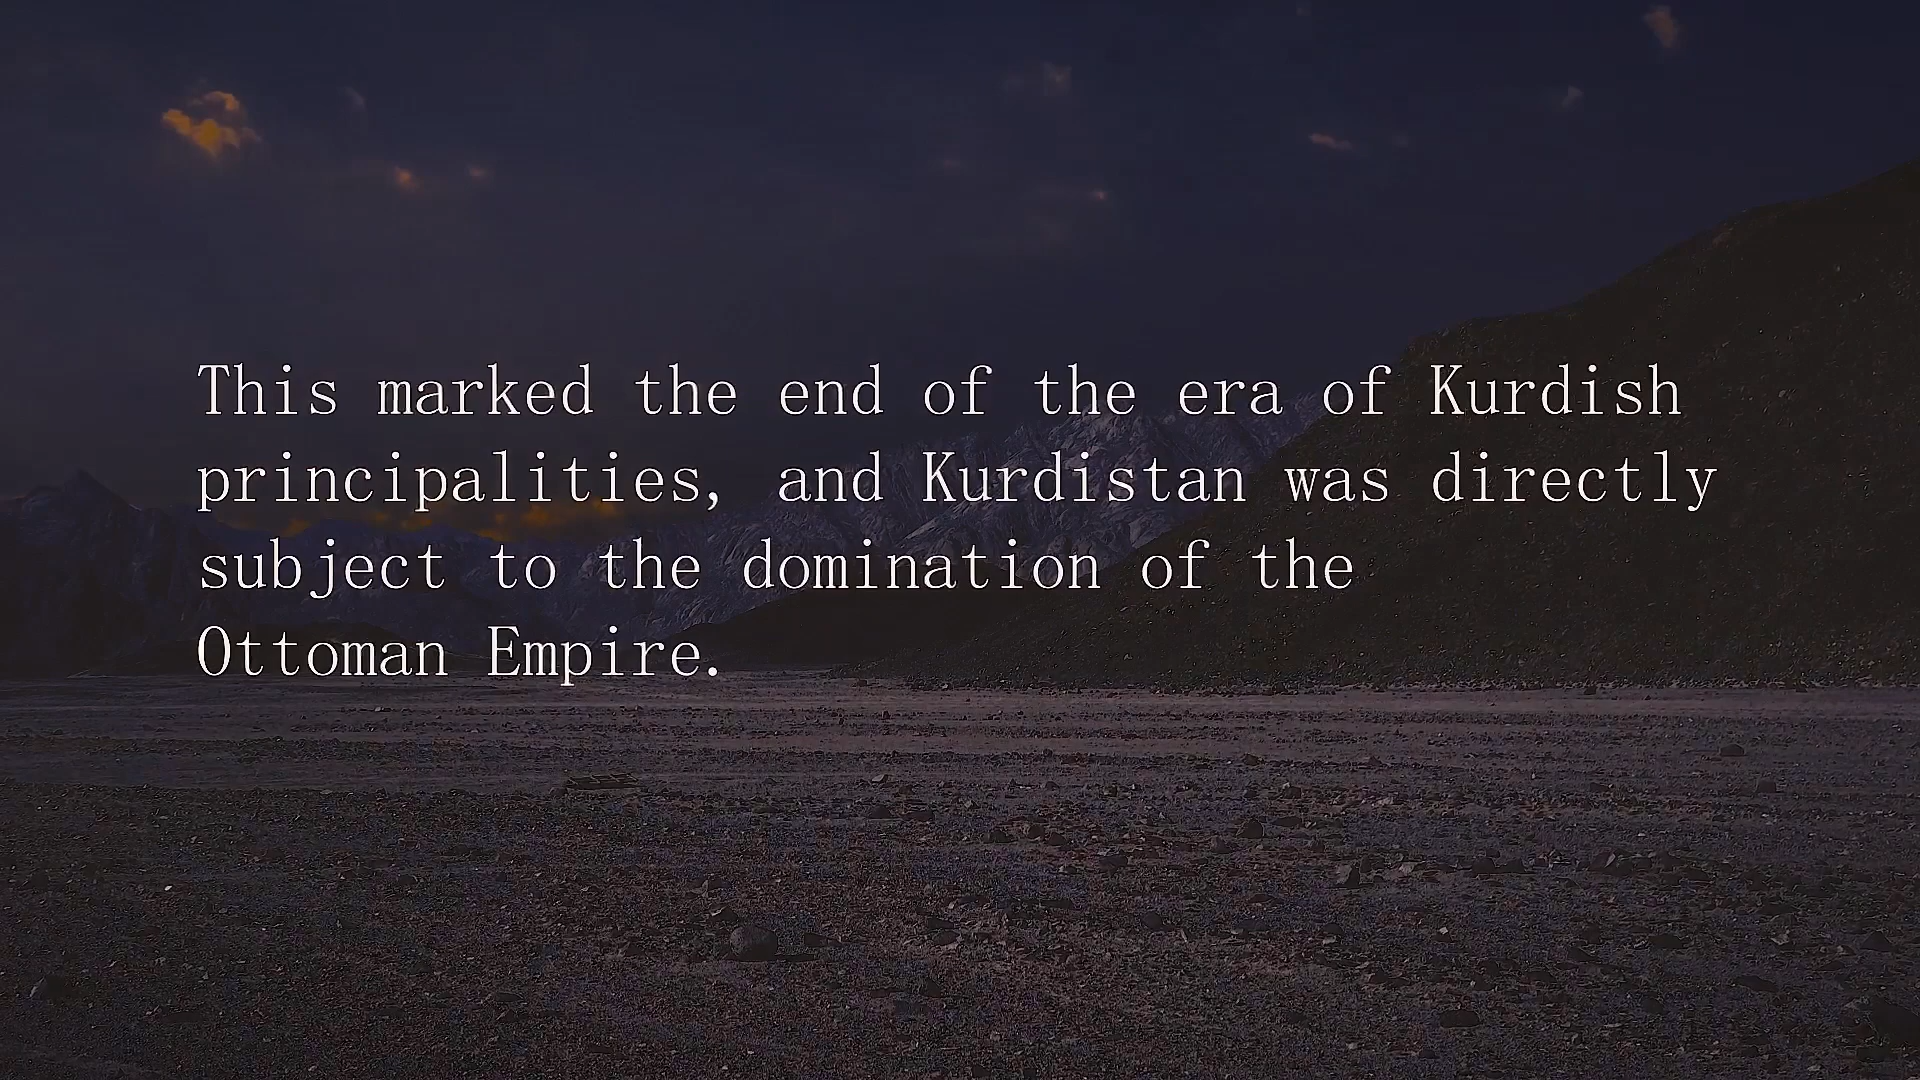 This marked the end of the era of Kurdish
principalities, and Kurdistan was directly
subject to the domination of the
Ottoman Empire.